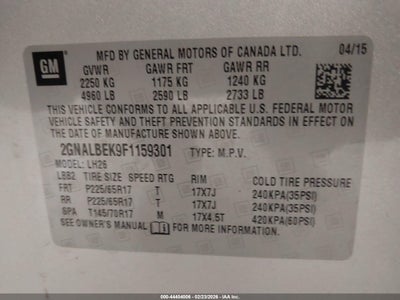 GM
MFD BY GENERAL MOTORS OF CANADA LTD. 04/15
GVWR GAWR FRT GAWR RR
2250 KG 1175 KG 1240 KG
4960 LB 2590 LB 2733 LB
THIS VEHICLE CONFORMS TO ALL APPLICABLE U.S. FEDERAL MOTOR
VEHICLE SAFETY AND THEFT PREVENTION STANDARDS IN EFFECT ON
THE DATE OF MANUFACTURE SHOWN ABOVE.
2GNALBEK9F1159301 TYPE: M.P.V.
MODEL: LH26
LBB2 TIRE SIZE SPEED RTG RIM COLD TIRE PRESSURE
FRT P225/65R17 T 17X7J 240KPA(35PSI)
RR P225/65R17 T 17X7J 240KPA(35PSI)
SPA T145/70R17 M 17X4.5T 420KPA(60PSI)
SEE OWNER'S MANUAL FOR MORE INFORMATION.
000-44404006 - 02/23/2026 - IAA, Inc.